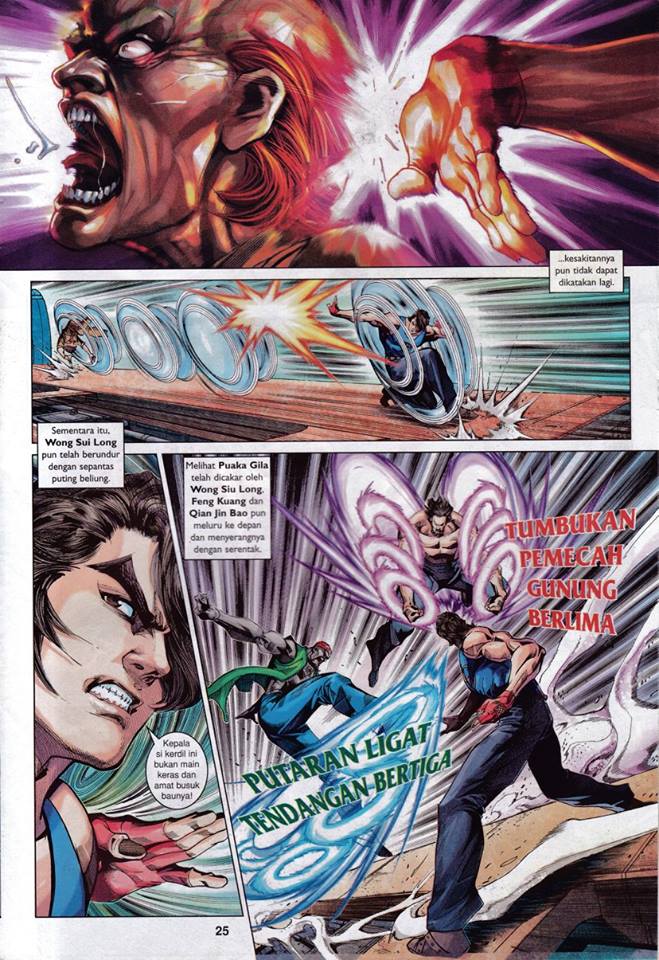 ...kesakitannya
pun tidak dapat
dikatakan lagi.
Sementara itu,
Wong Sui Long
pun telah berundur
dengan sepantas
puting beliung.
Melihat Puaka Gila
telah dicakar oleh
Wong Siu Long,
Feng Kuang dan
Qian Jin Bao pun
meluru ke depan
dan menyerangnya
dengan serentak.
TUMBUKAN
PEMECAH
GUNUNG
BERLIMA
PUTARAN LIGAT
TENDANGAN BERTIGA
Kepala
si kerdil ini
bukan main
keras dan
amat busuk
baunya!
25